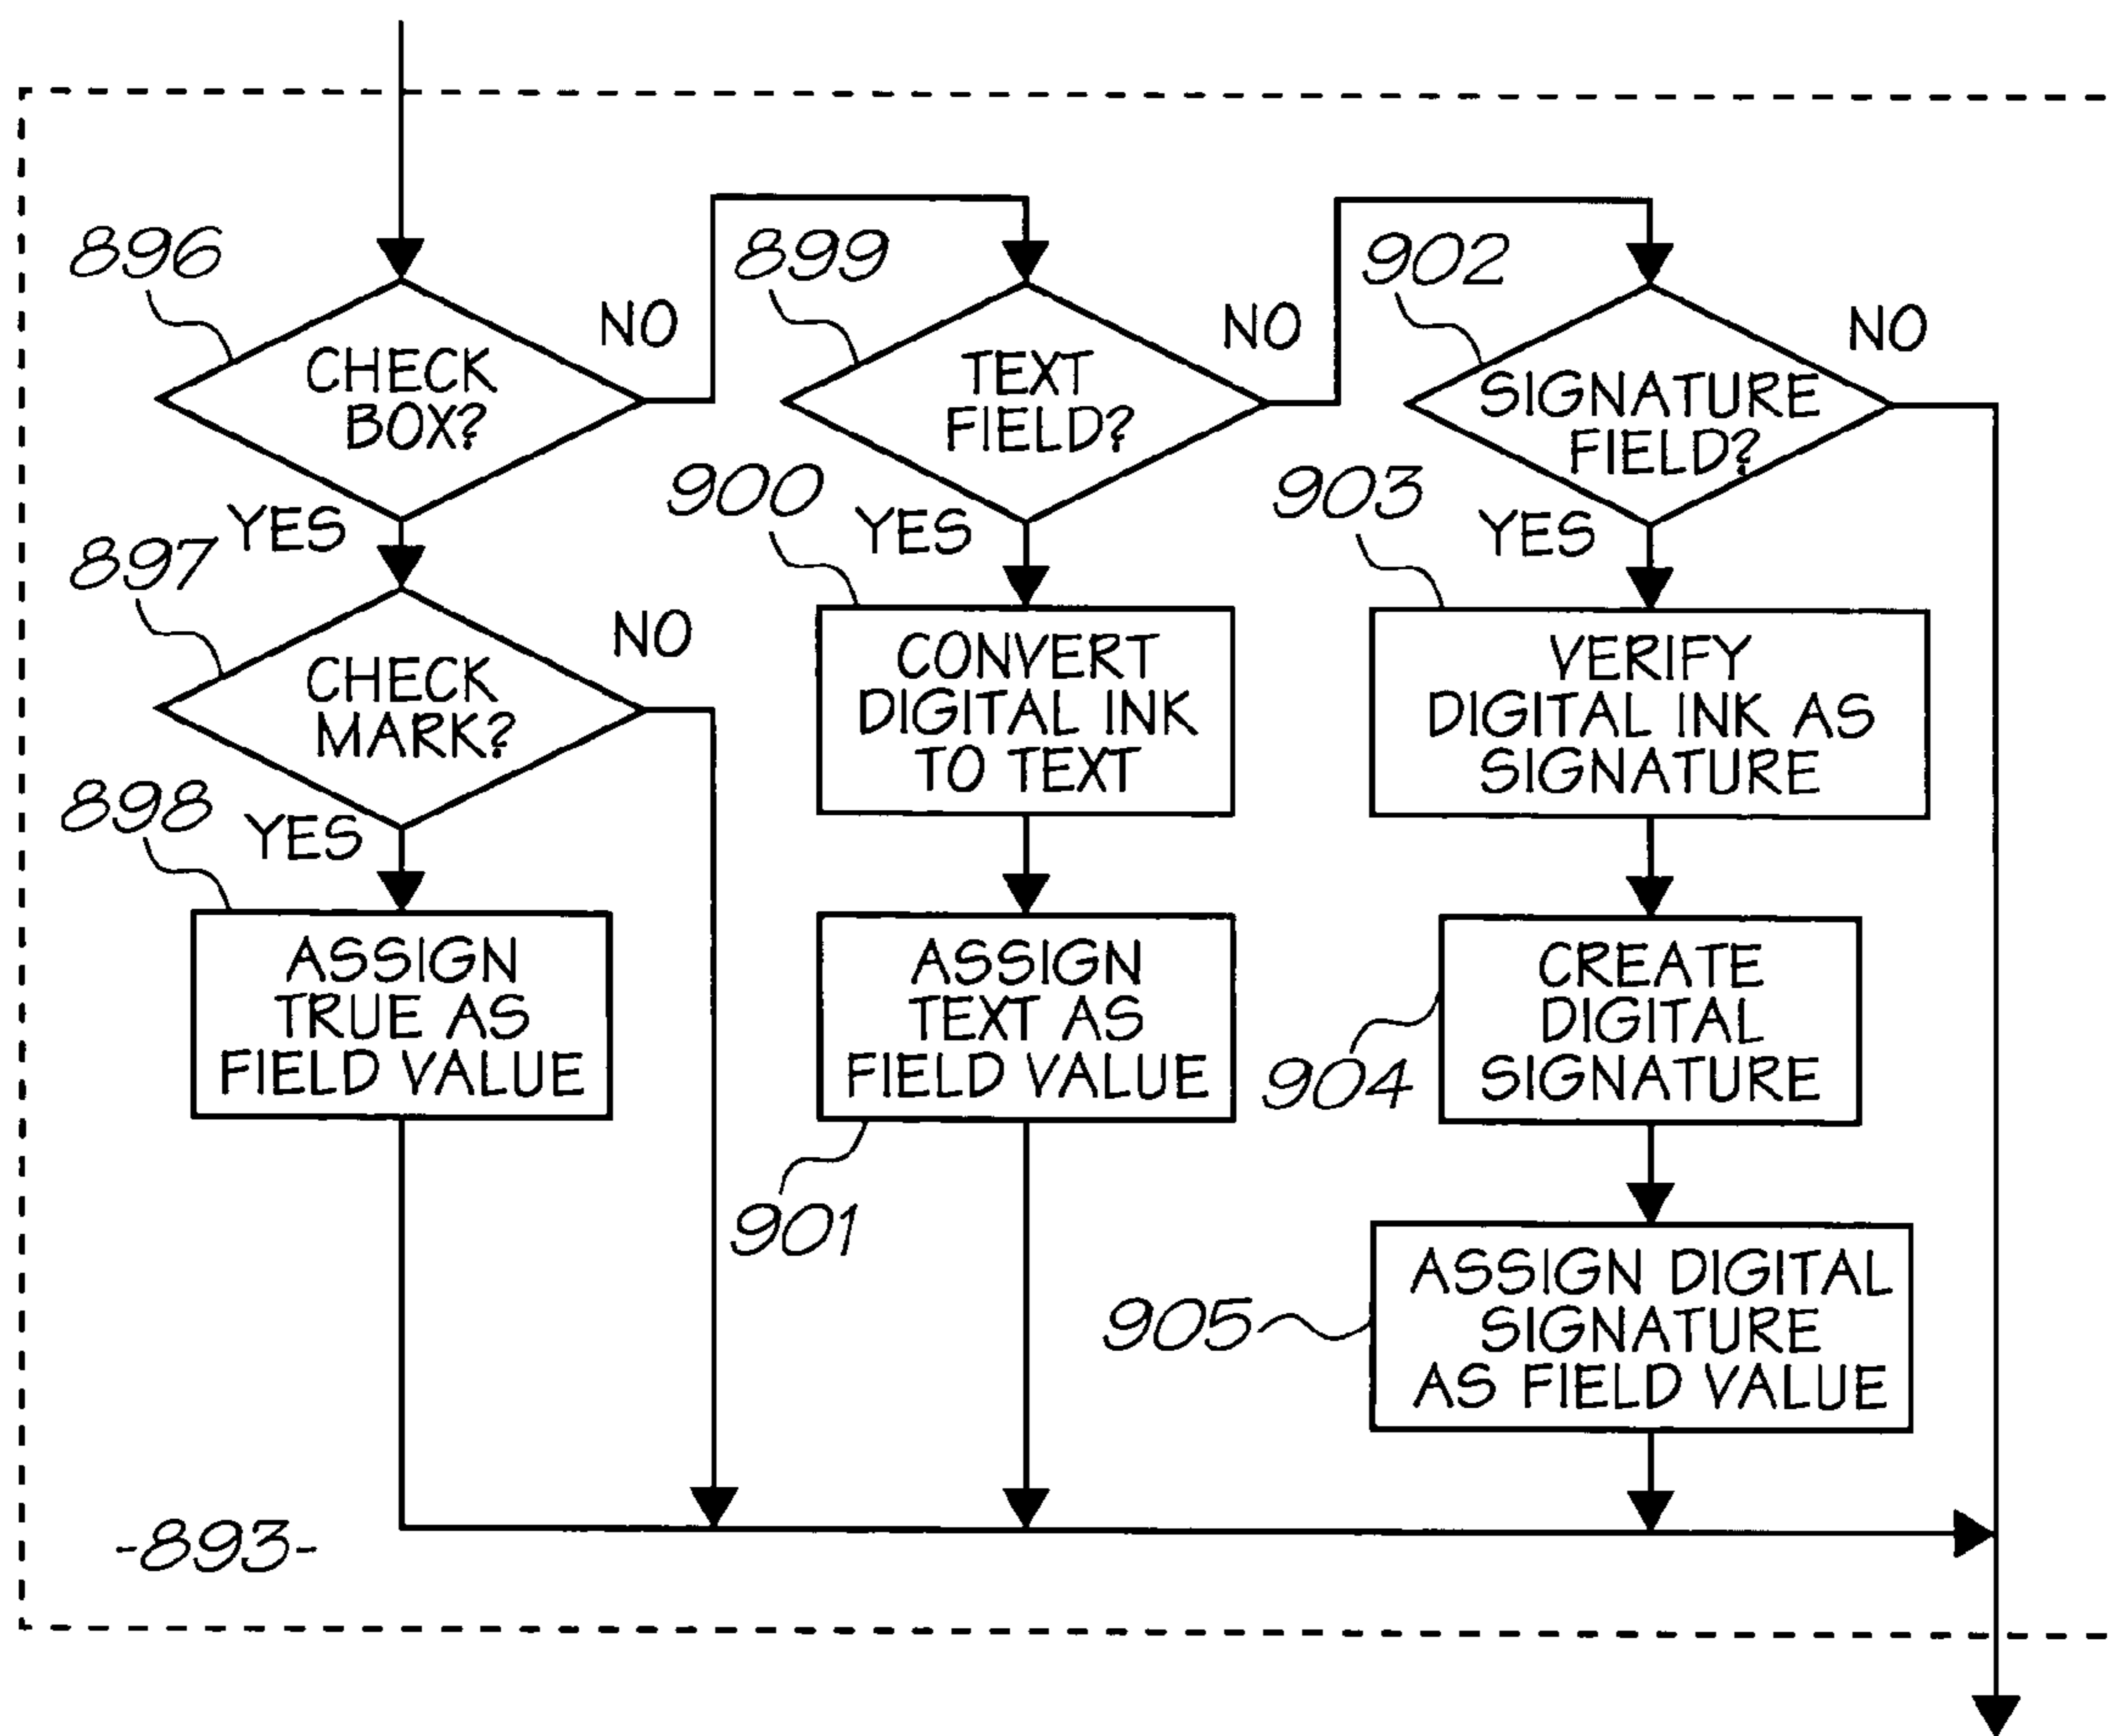 896
CHECK
BOX?
NO
YES
897
CHECK
MARK?
NO
YES
898
ASSIGN
TRUE AS
FIELD VALUE
899
TEXT
FIELD?
NO
YES
900
CONVERT
DIGITAL INK
TO TEXT
ASSIGN
TEXT AS
FIELD VALUE
901
902
SIGNATURE
FIELD?
NO
YES
903
VERIFY
DIGITAL INK AS
SIGNATURE
CREATE
DIGITAL
SIGNATURE
904
ASSIGN DIGITAL
SIGNATURE
AS FIELD VALUE
905
-893-